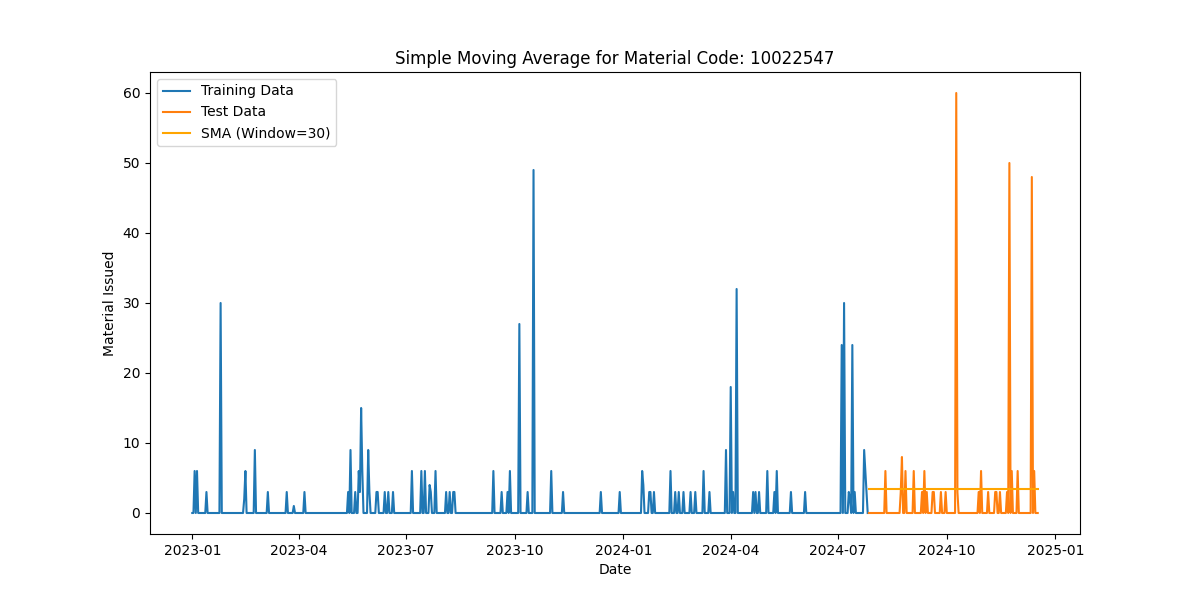 Simple Moving Average for Material Code: 10022547
Training Data
Test Data
SMA (Window=30)
60
50
40
30
20
10
0
Material Issued
2023-01 2023-04 2023-07 2023-10 2024-01 2024-04 2024-07 2024-10 2025-01
Date